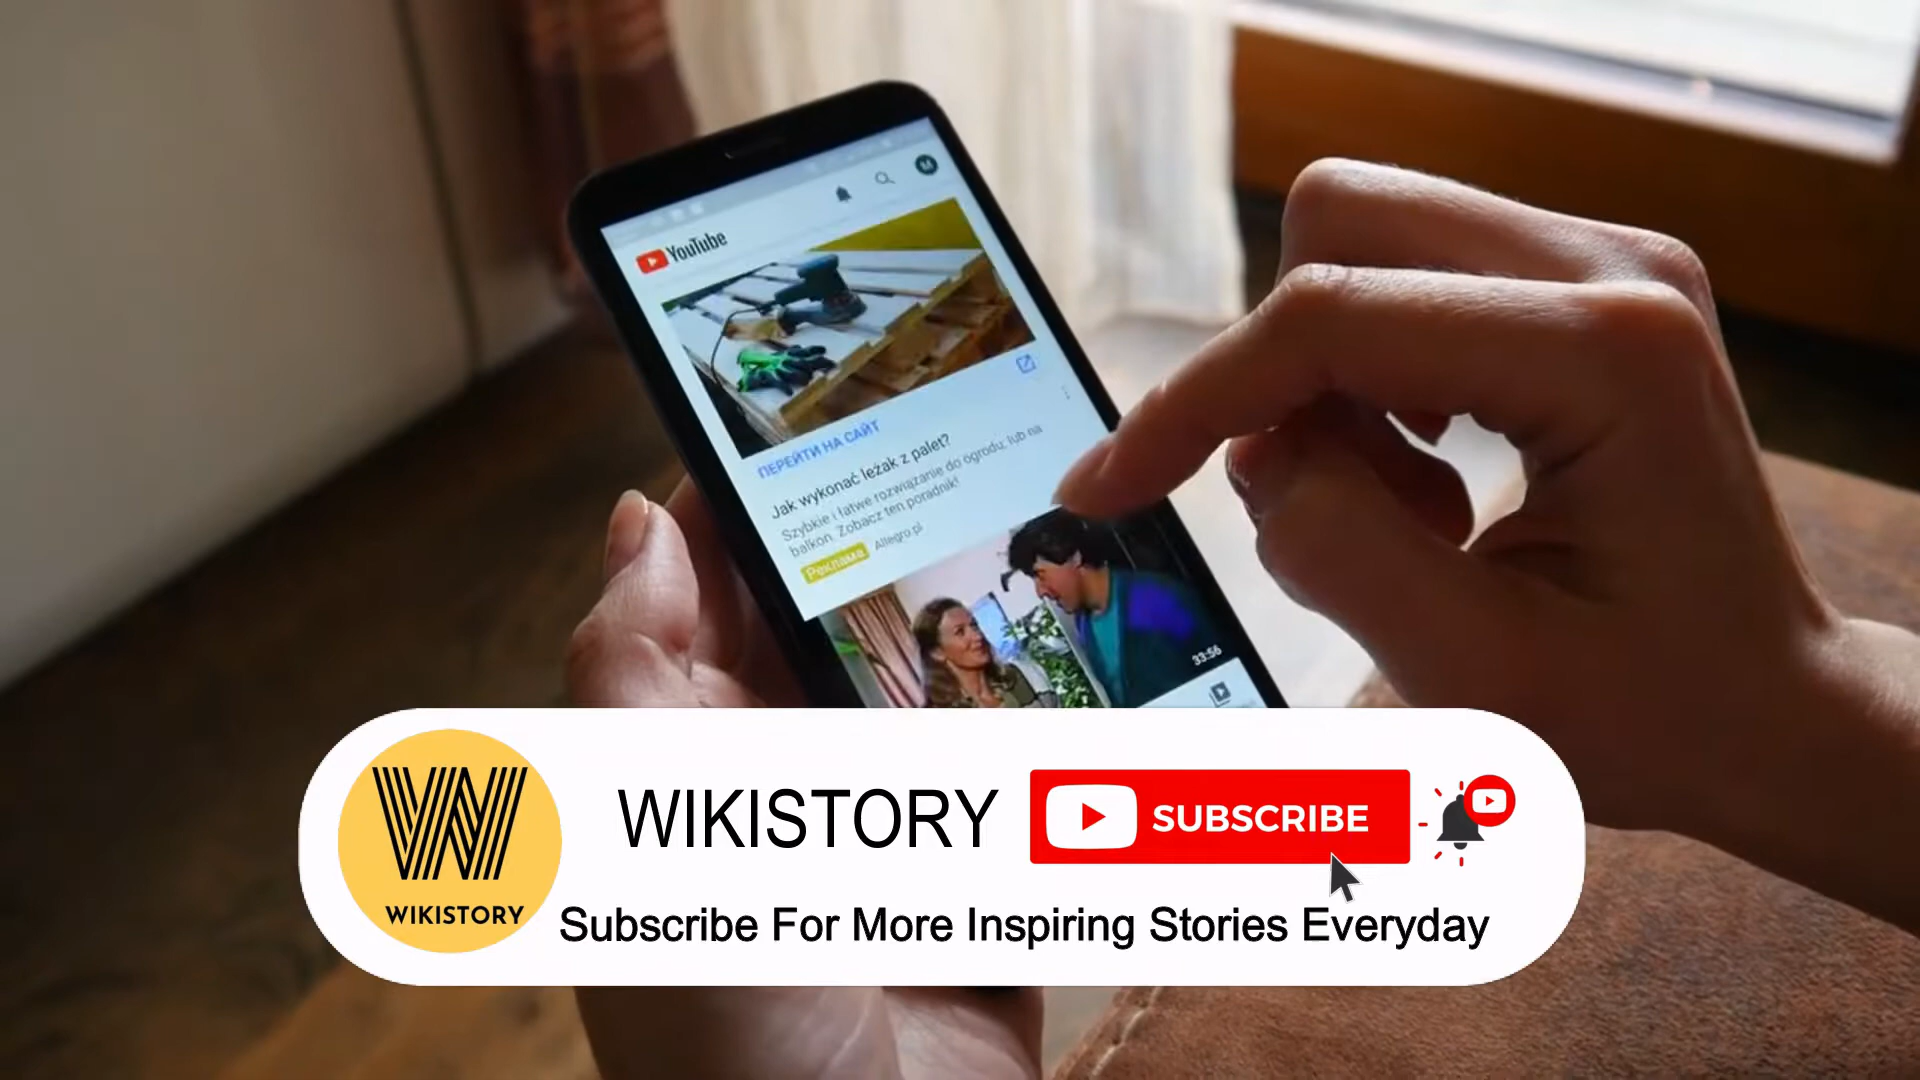 YouTube
ПЕРЕЙТИ НА САЙТ
Jak wykonać leżak z palet?
Szybkie i łatwe rozwiązanie do ogrodu, lub na
balkon. Zobacz ten poradnik!
Реклама Allegro.pl
33:56
WIKISTORY
SUBSCRIBE
WIKISTORY
Subscribe For More Inspiring Stories Everyday